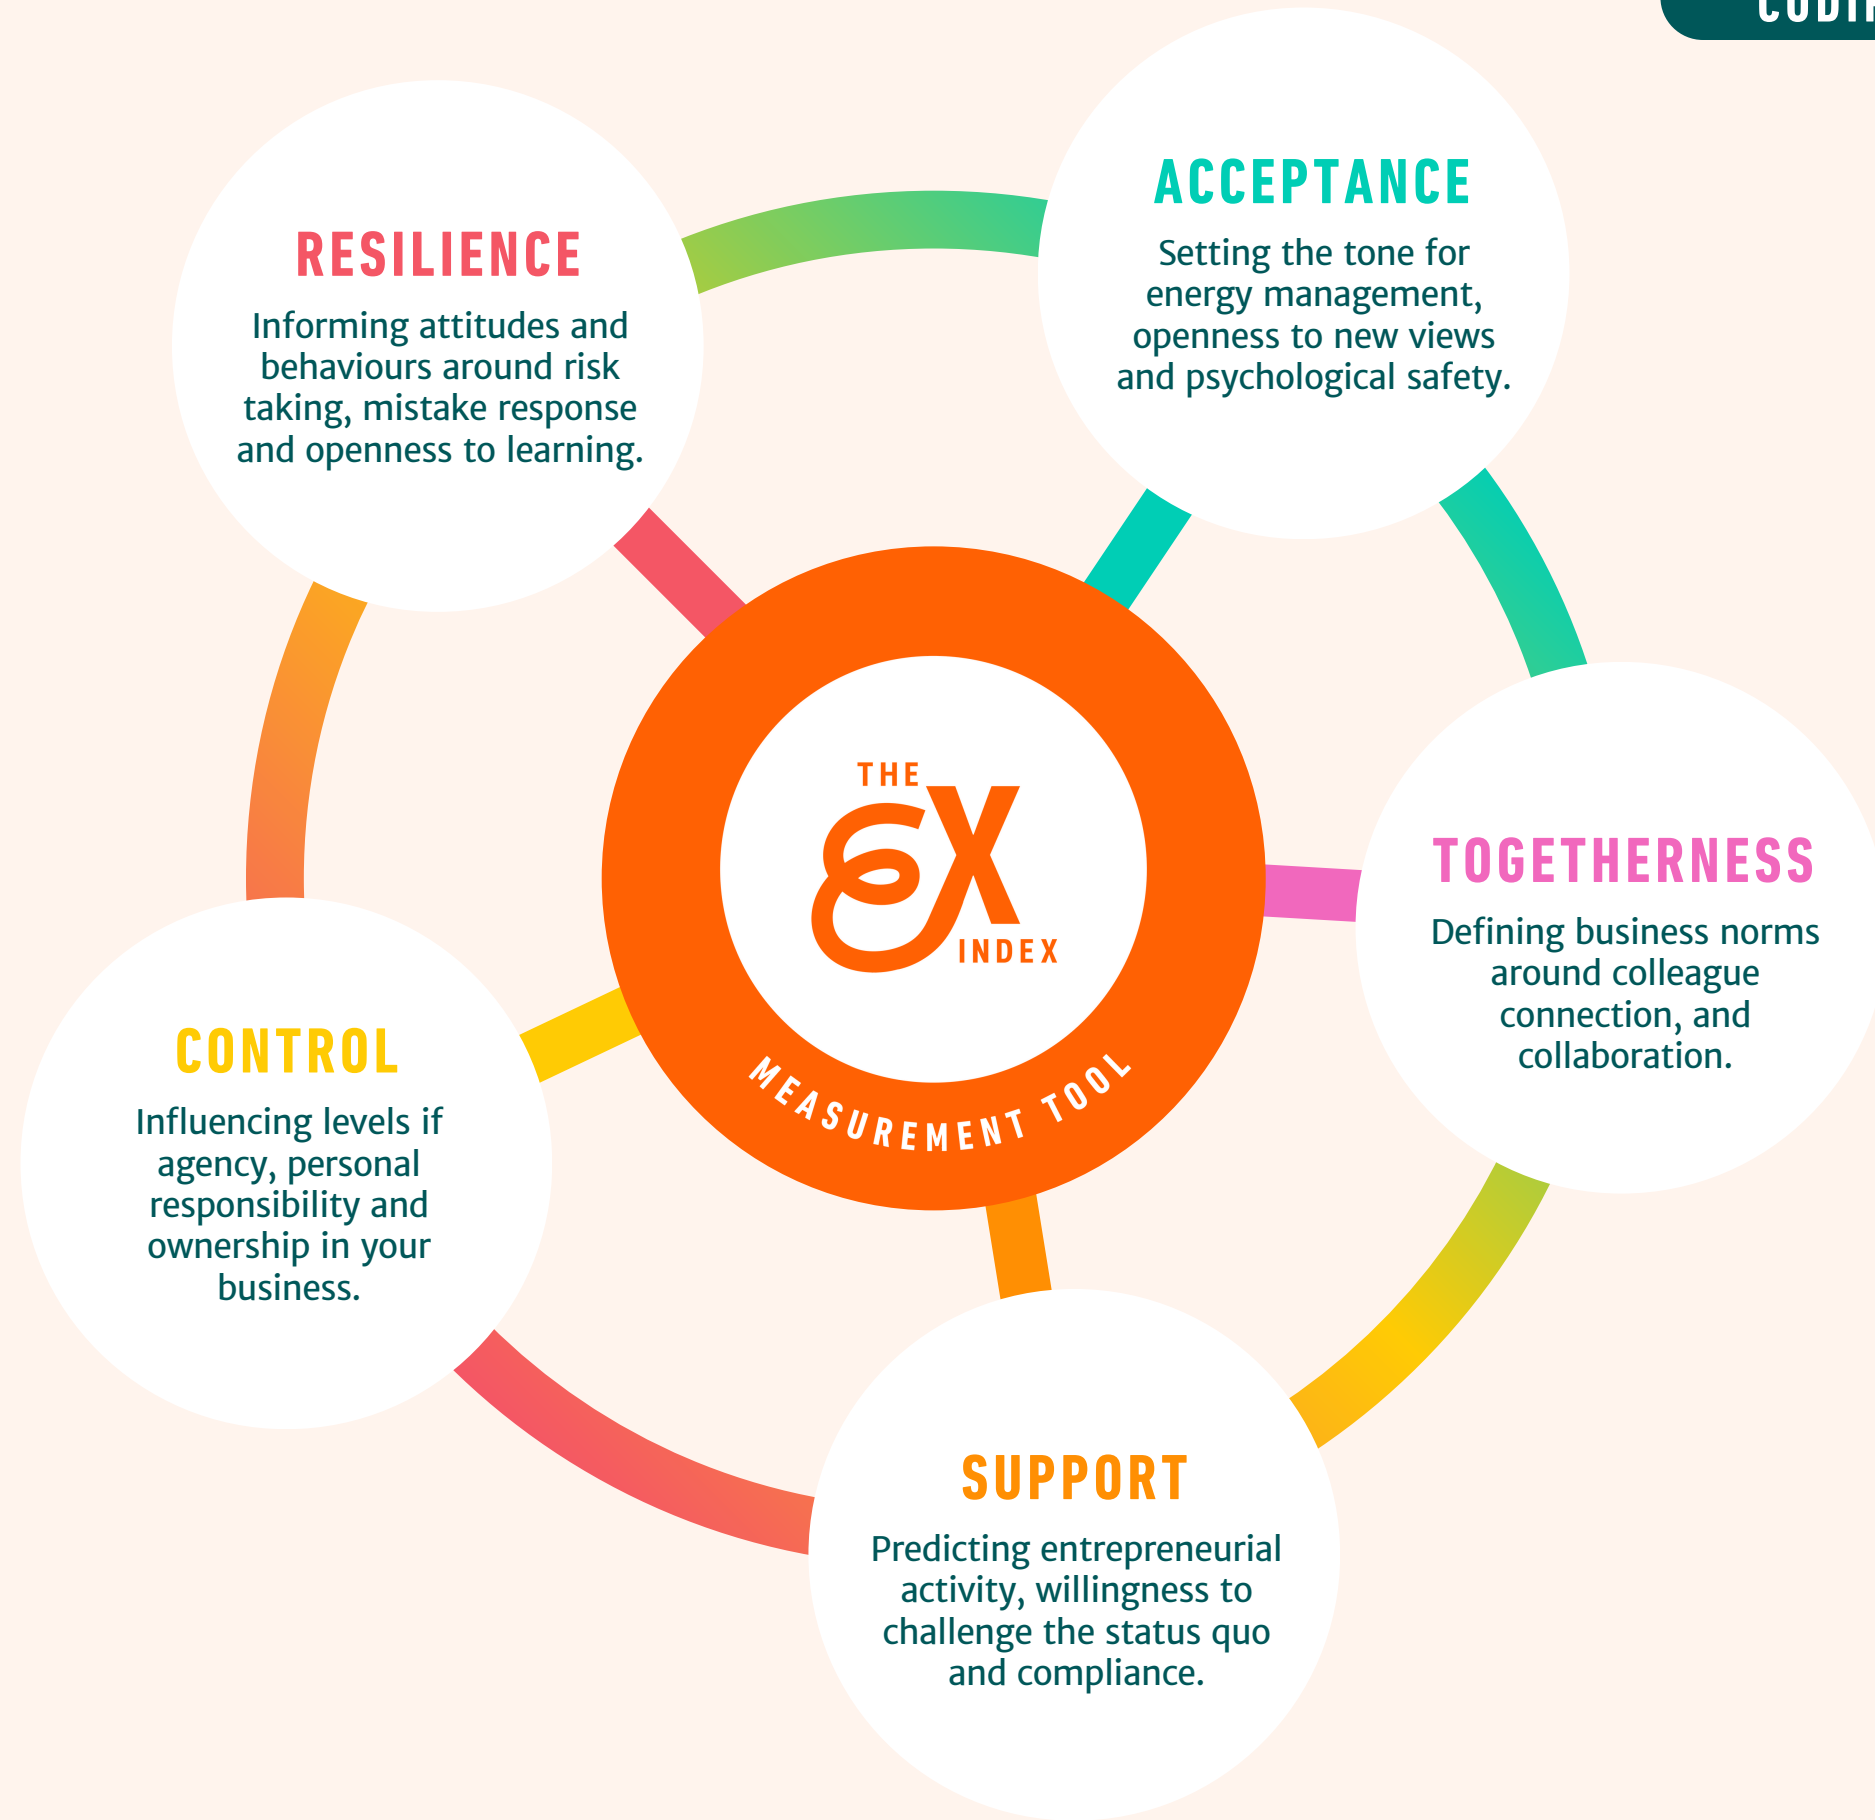 RESILIENCE
Informing attitudes and
behaviours around risk
taking, mistake response
and openness to learning.
ACCEPTANCE
Setting the tone for
energy management,
openness to new views
and psychological safety.
THE
EX
INDEX
MEASUREMENT TOOL
TOGETHERNESS
Defining business norms
around colleague
connection, and
collaboration.
CONTROL
Influencing levels if
agency, personal
responsibility and
ownership in your
business.
SUPPORT
Predicting entrepreneurial
activity, willingness to
challenge the status quo
and compliance.